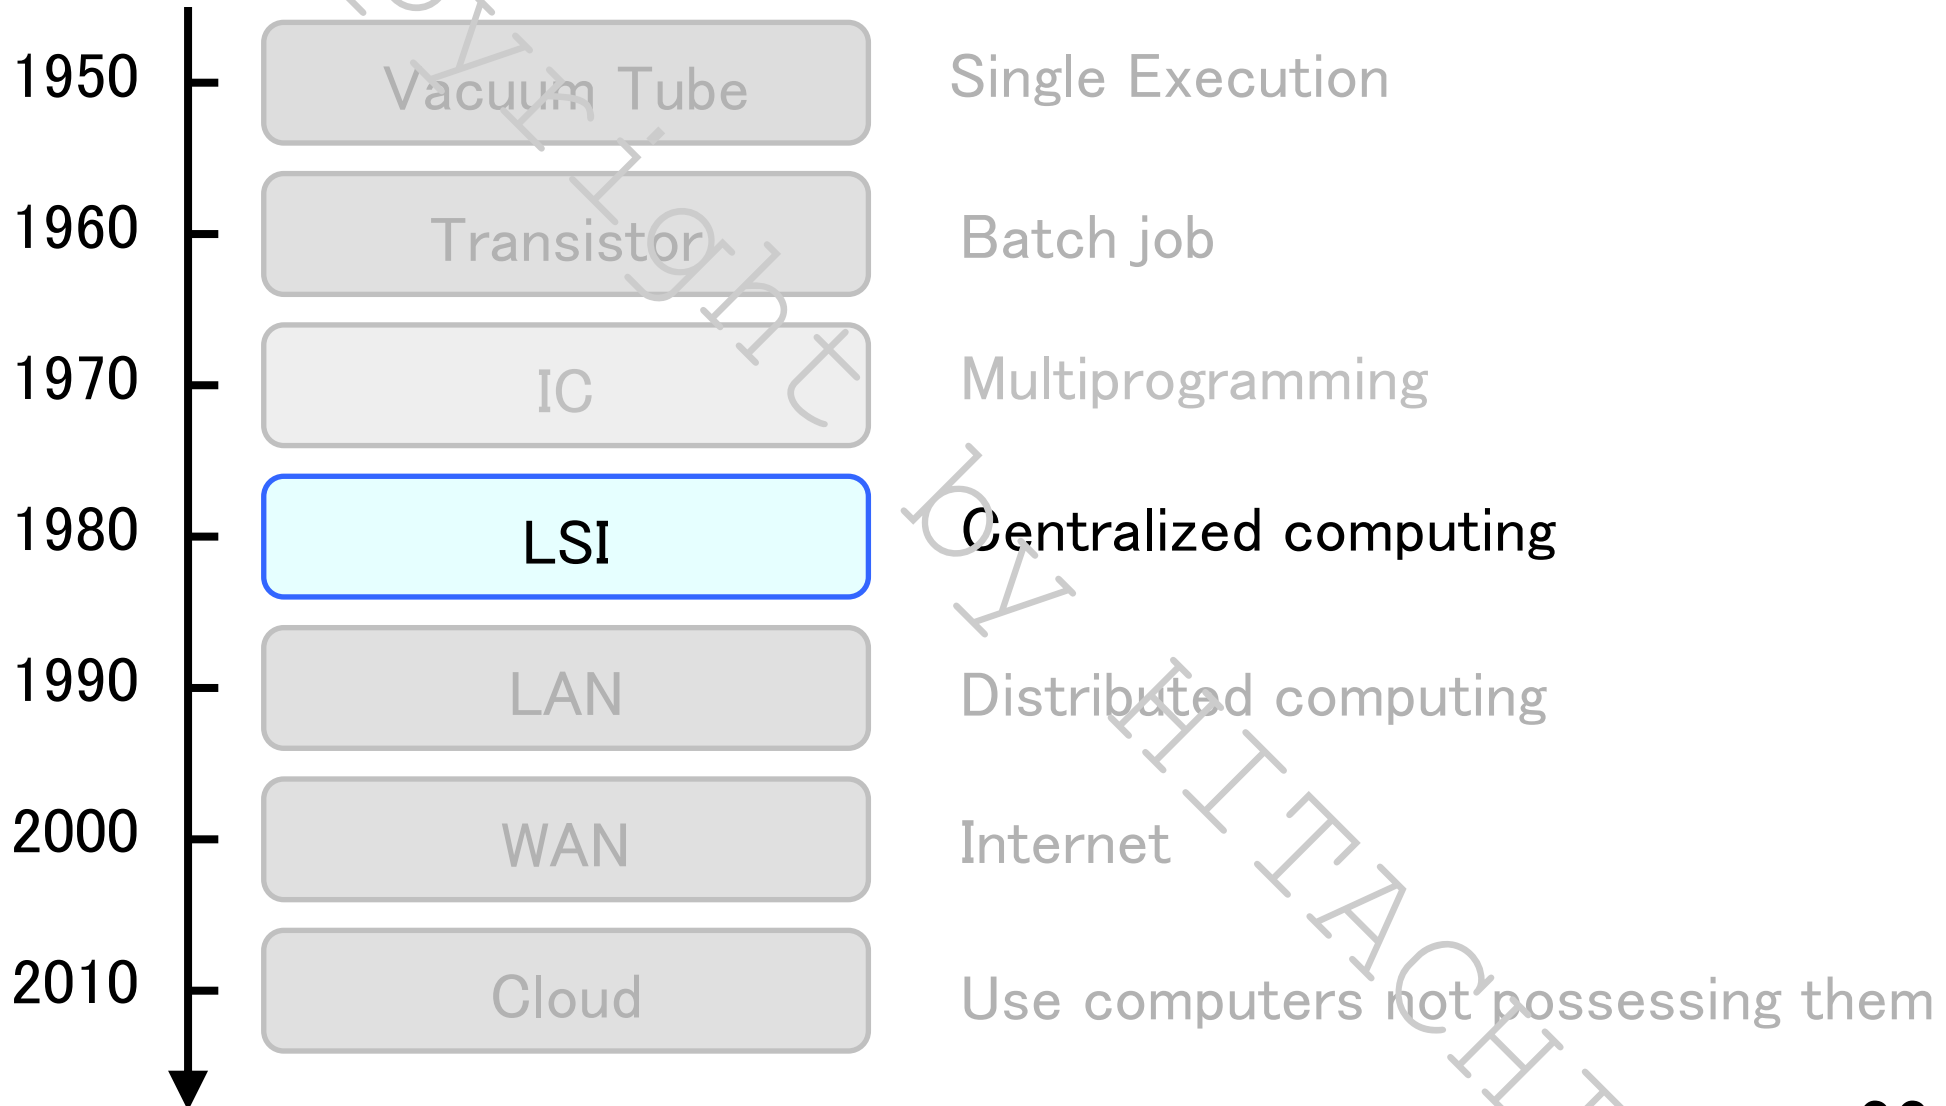 1950 Vacuum Tube Single Execution
1960 Transistor Batch job
1970 IC Multiprogramming
1980 LSI Centralized computing
1990 LAN Distributed computing
2000 WAN Internet
2010 Cloud Use computers not possessing them
right by HITACHI